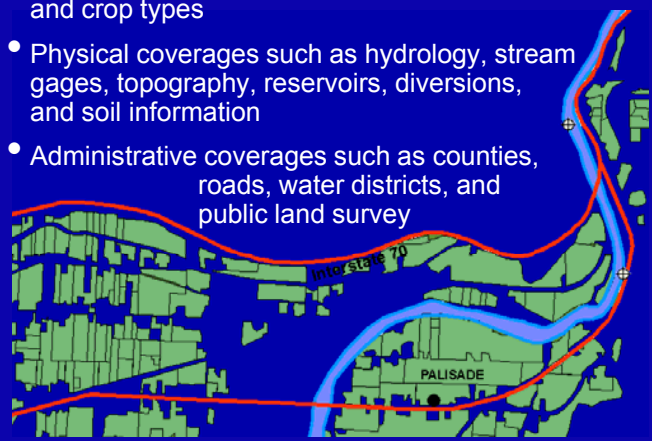 and crop types
• Physical coverages such as hydrology, stream
gages, topography, reservoirs, diversions,
and soil information
• Administrative coverages such as counties,
roads, water districts, and
public land survey
Interstate 70
PALISADE